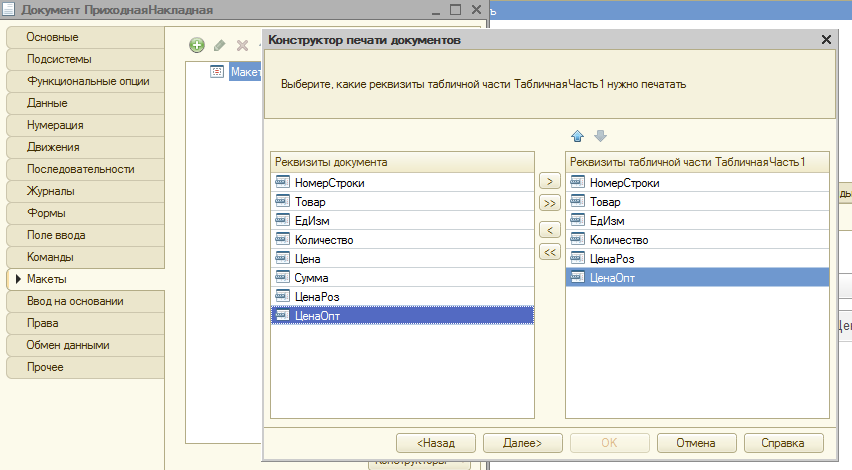 Документ ПриходнаяНакладная
Основные
Подсистемы
Функциональные опции
Данные
Нумерация
Движения
Последовательности
Журналы
Формы
Поле ввода
Команды
Макеты
Ввод на основании
Права
Обмен данными
Прочее
Макет
Конструкторы
Конструктор печати документов
Выберите, какие реквизиты табличной части ТабличнаяЧасть1 нужно печатать
Реквизиты документа
НомерСтроки
Товар
ЕдИзм
Количество
Цена
Сумма
ЦенаРоз
ЦенаОпт
>
>>
<
<<
Реквизиты табличной части ТабличнаяЧасть1
НомерСтроки
Товар
ЕдИзм
Количество
ЦенаРоз
ЦенаОпт
<Назад
Далее>
ОК
Отмена
Справка